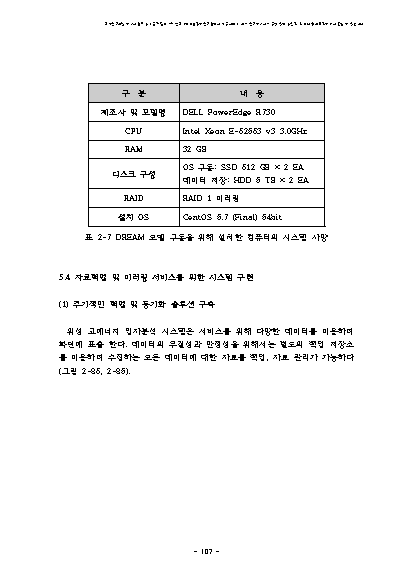 구 분 내 용
제조사 및 모델명 DELL PowerEdge R730
CPU Intel Xeon E-52683 v3 3.0GHz
RAM 32 GB
디스크 구성 OS 구동: SSD 512 GB × 2 EA
데이터 저장: HDD 6 TB × 2 EA
RAID RAID 1 미러링
설치 OS CentOS 6.7 (Final) 64bit
표 2-7 DREAM 모델 구동을 위해 설치한 컴퓨터의 시스템 사양
5.4 자료백업 및 미러링 서비스를 위한 시스템 구현
(1) 주기적인 백업 및 동기화 솔루션 구축
위성 고에너지 입자분석 시스템은 서비스를 위해 다양한 데이터를 이용하여
화면에 표출 한다. 데이터의 무결성과 안정성을 위해서는 별도의 백업 저장소
를 이용하여 수집하는 모든 데이터에 대한 자료를 백업, 자료 관리가 가능하다
(그림 2-85, 2-86).
- 107 -